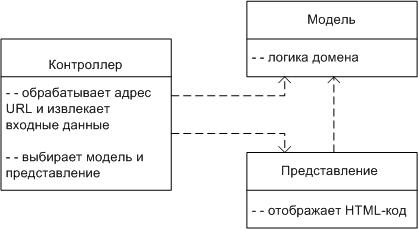 Модель
- - логика домена
Контроллер
- - обрабатывает адрес
URL и извлекает
входные данные
- - выбирает модель и
представление
Представление
- - отображает HTML-код